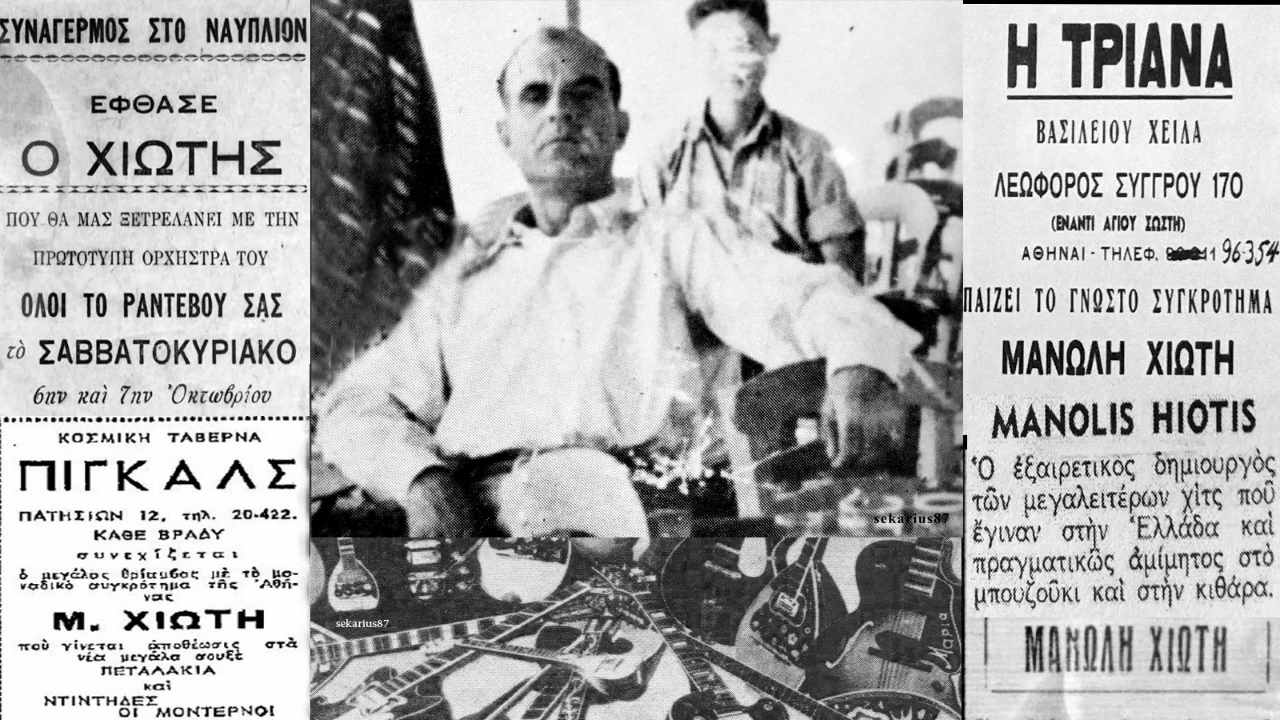 ΣΥΝΑΓΕΡΜΟΣ ΣΤΟ ΝΑΥΠΛΙΟΝ
ΕΦΘΑΣΕ
Ο ΧΙΩΤΗΣ
ΠΟΥ ΘΑ ΜΑΣ ΞΕΤΡΕΛΑΝΕΙ ΜΕ ΤΗΝ
ΠΡΩΤΟΤΥΠΗ ΟΡΧΗΣΤΡΑ ΤΟΥ
ΟΛΟΙ ΤΟ ΡΑΝΤΕΒΟΥ ΣΑΣ
τὸ ΣΑΒΒΑΤΟΚΥΡΙΑΚΟ
6ην καὶ 7ην Ὀκτωβρίου
ΚΟΣΜΙΚΗ ΤΑΒΕΡΝΑ
ΠΙΓΚΑΛΣ
ΠΑΤΗΣΙΩΝ 12, τηλ. 20-422.
ΚΑΘΕ ΒΡΑΔΥ
συνεχίζεται
ὁ μεγάλος θρίαμβος μὲ τὸ μο-
ναδικὸ συγκρότημα τῆς Ἀθή-
νας
Μ. ΧΙΩΤΗ
ποὺ γίνεται ἀποθέωσις στὰ
νέα μεγάλα σουξὲ
ΠΕΤΑΛΑΚΙΑ
καὶ
ΝΤΙΝΤΗΔΕΣ
ΟΙ ΜΟΝΤΕΡΝΟΙ
sekarius87
sekarius87
Μαρία
Η ΤΡΙΑΝΑ
ΒΑΣΙΛΕΙΟΥ ΧΕΙΛΑ
ΛΕΩΦΟΡΟΣ ΣΥΓΓΡΟΥ 170
(ΕΝΑΝΤΙ ΑΓΙΟΥ ΣΩΣΤΗ)
ΑΘΗΝΑΙ - ΤΗΛΕΦ. 96-354
ΠΑΙΖΕΙ ΤΟ ΓΝΩΣΤΟ ΣΥΓΚΡΟΤΗΜΑ
ΜΑΝΩΛΗ ΧΙΩΤΗ
MANOLIS HIOTIS
Ὁ ἐξαιρετικὸς δημιουργὸς
τῶν μεγαλειτέρων χὶτς ποὺ
ἔγιναν στὴν Ἑλλάδα καὶ
πραγματικῶς ἀμίμητος στὸ
μπουζοῦκι καὶ στὴν κιθάρα.
ΜΑΝΩΛΗ ΧΙΩΤΗ